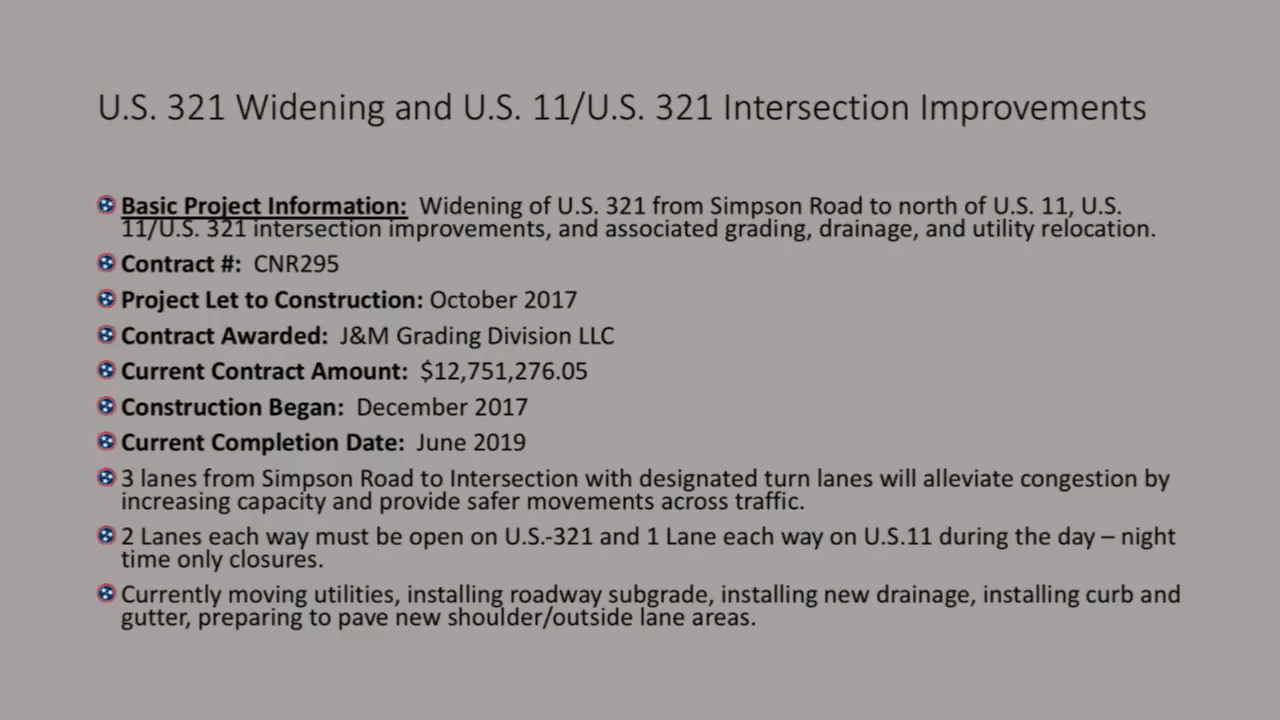 U.S. 321 Widening and U.S. 11/U.S. 321 Intersection Improvements
Basic Project Information: Widening of U.S. 321 from Simpson Road to north of U.S. 11, U.S.
11/U.S. 321 intersection improvements, and associated grading, drainage, and utility relocation.
Contract #: CNR295
Project Let to Construction: October 2017
Contract Awarded: J&M Grading Division LLC
Current Contract Amount: $12,751,276.05
Construction Began: December 2017
Current Completion Date: June 2019
3 lanes from Simpson Road to Intersection with designated turn lanes will alleviate congestion by
increasing capacity and provide safer movements across traffic.
2 Lanes each way must be open on U.S.-321 and 1 Lane each way on U.S.11 during the day – night
time only closures.
Currently moving utilities, installing roadway subgrade, installing new drainage, installing curb and
gutter, preparing to pave new shoulder/outside lane areas.